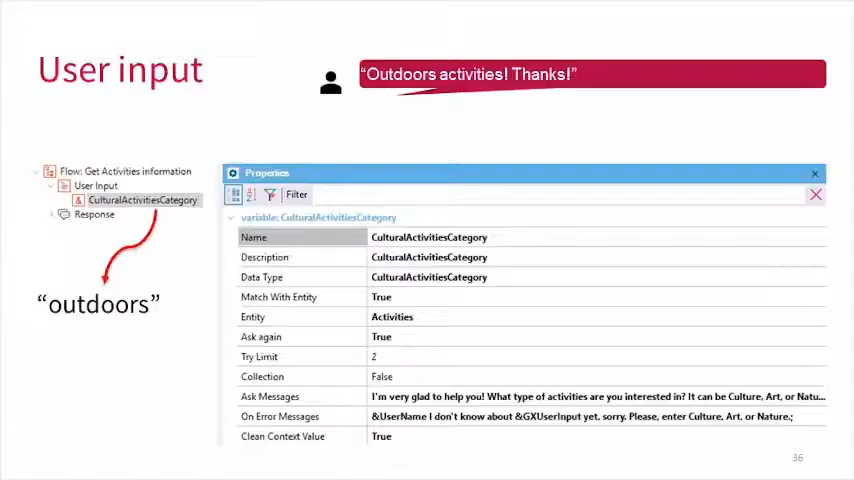 User input
“Outdoors activities! Thanks!”
Flow: Get Activities information
User Input
& CulturalActivitiesCategory
Response
“outdoors”
Properties
Filter
variable: CulturalActivitiesCategory
Name CulturalActivitiesCategory
Description CulturalActivitiesCategory
Data Type CulturalActivitiesCategory
Match With Entity True
Entity Activities
Ask again True
Try Limit 2
Collection False
Ask Messages I'm very glad to help you! What type of activities are you interested in? It can be Culture, Art, or Natu...
On Error Messages &UserName I don't know about &GXUserInput yet, sorry. Please, enter Culture, Art, or Nature.;
Clean Context Value True
36